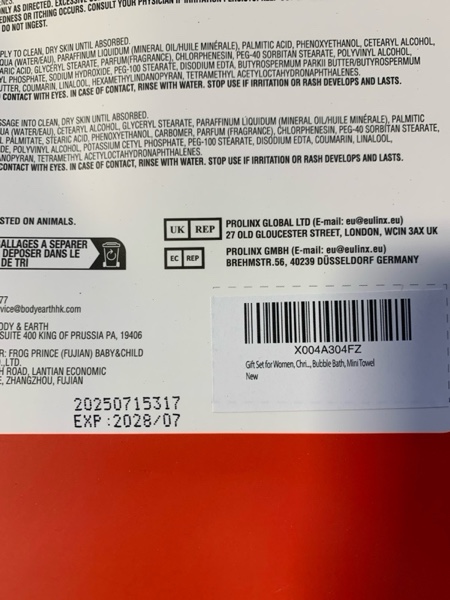 ONLY AS DIRECTED. EXCESSIVE
REDNESS OR ITCHING OCCURS. CONSULT YOUR PHYSICIAN IF
DO NOT INGEST.
PLY TO CLEAN, DRY SKIN UNTIL ABSORBED.
QUA (WATER/EAU), PARAFFINUM LIQUIDUM (MINERAL OIL/HUILE MINÉRALE), PALMITIC ACID, PHENOXYETHANOL, CETEARYL ALCOHOL,
ARIC ACID, GLYCERYL STEARATE, PARFUM(FRAGRANCE), CHLORPHENESIN, PEG-40 SORBITAN STEARATE, POLYVINYL ALCOHOL,
YL PHOSPHATE, SODIUM HYDROXIDE, PEG-100 STEARATE, DISODIUM EDTA, BUTYROSPERMUM PARKII BUTTER/BUTYROSPERMUM
UTTER, COUMARIN, LINALOOL, HEXAMETHYLINDANOPYRAN, TETRAMETHYL ACETYLOCTAHYDRONAPHTHALENES.
CONTACT WITH EYES. IN CASE OF CONTACT, RINSE WITH WATER. STOP USE IF IRRITATION OR RASH DEVELOPS AND LASTS.
SSAGE INTO CLEAN, DRY SKIN UNTIL ABSORBED.
UA (WATER/EAU), CETEARYL ALCOHOL, GLYCERYL STEARATE, PARAFFINUM LIQUIDUM (MINERAL OIL/HUILE MINÉRALE), PALMITIC
L PALMITATE, STEARIC ACID, PHENOXYETHANOL, CARBOMER, PARFUM (FRAGRANCE), CHLORPHENESIN, PEG-40 SORBITAN STEARATE,
DE, POLYVINYL ALCOHOL, POTASSIUM CETYL PHOSPHATE, PEG-100 STEARATE, DISODIUM EDTA, COUMARIN, LINALOOL,
NOPYRAN, TETRAMETHYL ACETYLOCTAHYDRONAPHTHALENES.
CONTACT WITH EYES. IN CASE OF CONTACT, RINSE WITH WATER. STOP USE IF IRRITATION OR RASH DEVELOPS AND LASTS.
STED ON ANIMALS.
ALLAGES A SEPARER
DEPOSER DANS LE
DE TRI
UK REP
PROLINX GLOBAL LTD (E-mail: eu@eulinx.eu)
27 OLD GLOUCESTER STREET, LONDON, WCIN 3AX UK
EC REP
PROLINX GMBH (E-mail: eu@eulinx.eu)
BREHMSTR.56, 40239 DÜSSELDORF GERMANY
77
vice@bodyearthhk.com
ODY & EARTH
SUITE 400 KING OF PRUSSIA PA, 19406
R: FROG PRINCE (FUJIAN) BABY&CHILD
.,LTD.
H ROAD, LANTIAN ECONOMIC
E, ZHANGZHOU, FUJIAN
X004A304FZ
Gift Set for Women, Chri... Bubble Bath, Mini Towel
New
20250715317
EXP:2028/07